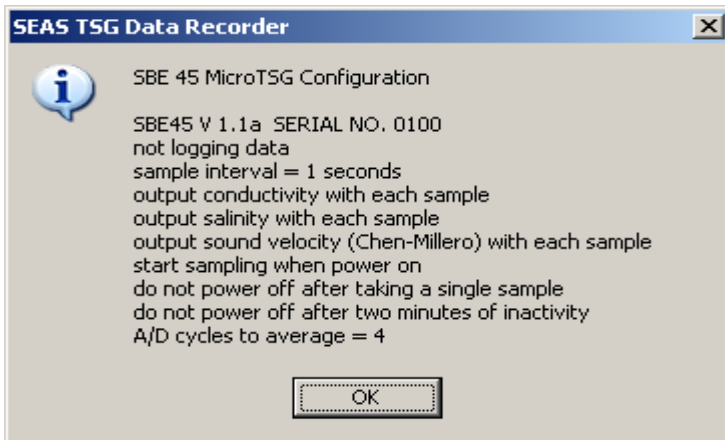 SEAS TSG Data Recorder
SBE 45 MicroTSG Configuration
SBE45 V 1.1a  SERIAL NO. 0100
not logging data
sample interval = 1 seconds
output conductivity with each sample
output salinity with each sample
output sound velocity (Chen-Millero) with each sample
start sampling when power on
do not power off after taking a single sample
do not power off after two minutes of inactivity
A/D cycles to average = 4
OK